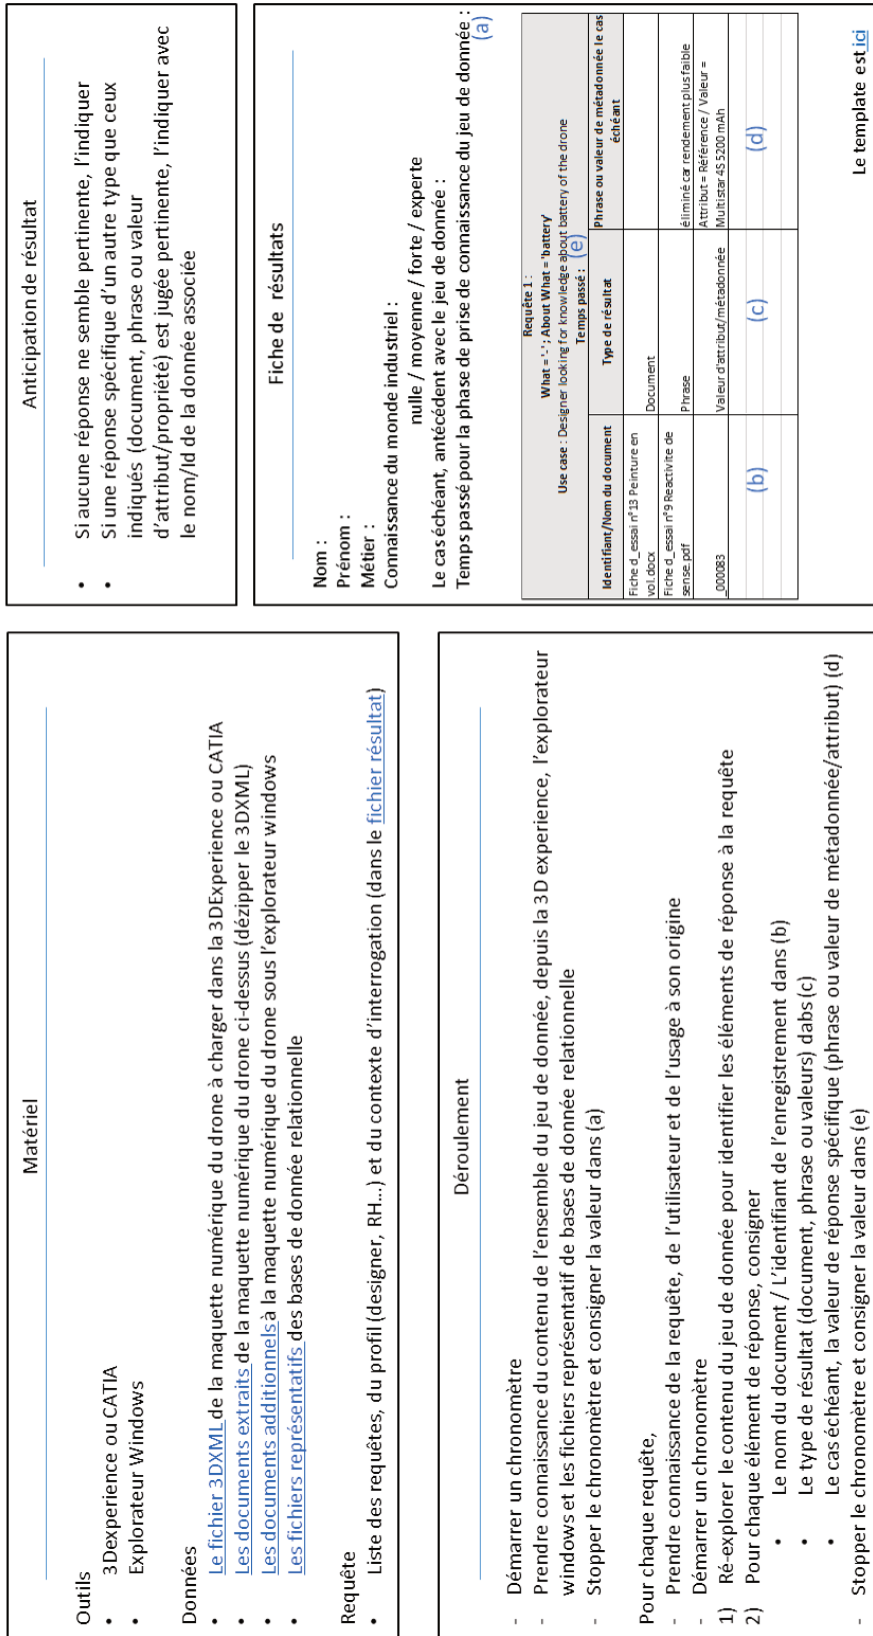 Matériel
Outils
• 3Dexperience ou CATIA
• Explorateur Windows
Données
• Le fichier 3DXML de la maquette numérique du drone à charger dans la 3DExperience ou CATIA
• Les documents extraits de la maquette numérique du drone ci-dessus (dézipper le 3DXML)
• Les documents additionnels à la maquette numérique du drone sous l'explorateur windows
• Les fichiers représentatifs des bases de donnée relationnelle
Requête
• Liste des requêtes, du profil (designer, RH...) et du contexte d'interrogation (dans le fichier résultat)
Déroulement
- Démarrer un chronomètre
- Prendre connaissance du contenu de l'ensemble du jeu de donnée, depuis la 3D experience, l'explorateur
windows et les fichiers représentatif de bases de donnée relationnelle
- Stopper le chronomètre et consigner la valeur dans (a)
Pour chaque requête,
- Prendre connaissance de la requête, de l'utilisateur et de l'usage à son origine
- Démarrer un chronomètre
1) Ré-explorer le contenu du jeu de donnée pour identifier les éléments de réponse à la requête
2) Pour chaque élément de réponse, consigner
• Le nom du document / L'identifiant de l'enregistrement dans (b)
• Le type de résultat (document, phrase ou valeurs) dabs (c)
• Le cas échéant, la valeur de réponse spécifique (phrase ou valeur de métadonnée/attribut) (d)
- Stopper le chronomètre et consigner la valeur dans (e)
Anticipation de résultat
• Si aucune réponse ne semble pertinente, l'indiquer
• Si une réponse spécifique d'un autre type que ceux
indiqués (document, phrase ou valeur
d'attribut/propriété) est jugée pertinente, l'indiquer avec
le nom/Id de la donnée associée
Fiche de résultats
Nom :
Prénom :
Métier :
Connaissance du monde industriel :
nulle / moyenne / forte / experte
Le cas échéant, antécédent avec le jeu de donnée :
Temps passé pour la phase de prise de connaissance du jeu de donnée :
(a)
Requête 1 :
What = '-' ; About What = 'battery'
Use case : Designer looking for knowledge about battery of the drone
Temps passé : (e)
Identifiant/Nom du document
Type de résultat
Phrase ou valeur de métadonnée le cas
échéant
Fiche d_essai n°13 Peinture en
vol.docx
Document
Fiche d_essai n°9 Reactivite de
sense.pdf
Phrase
éliminé car rendement plus faible
_000083
Valeur d'attribut/métadonnée
Attribut = Référence / Valeur =
Multistar 4S 5200 mAh
(b)
(c)
(d)
Le template est ici